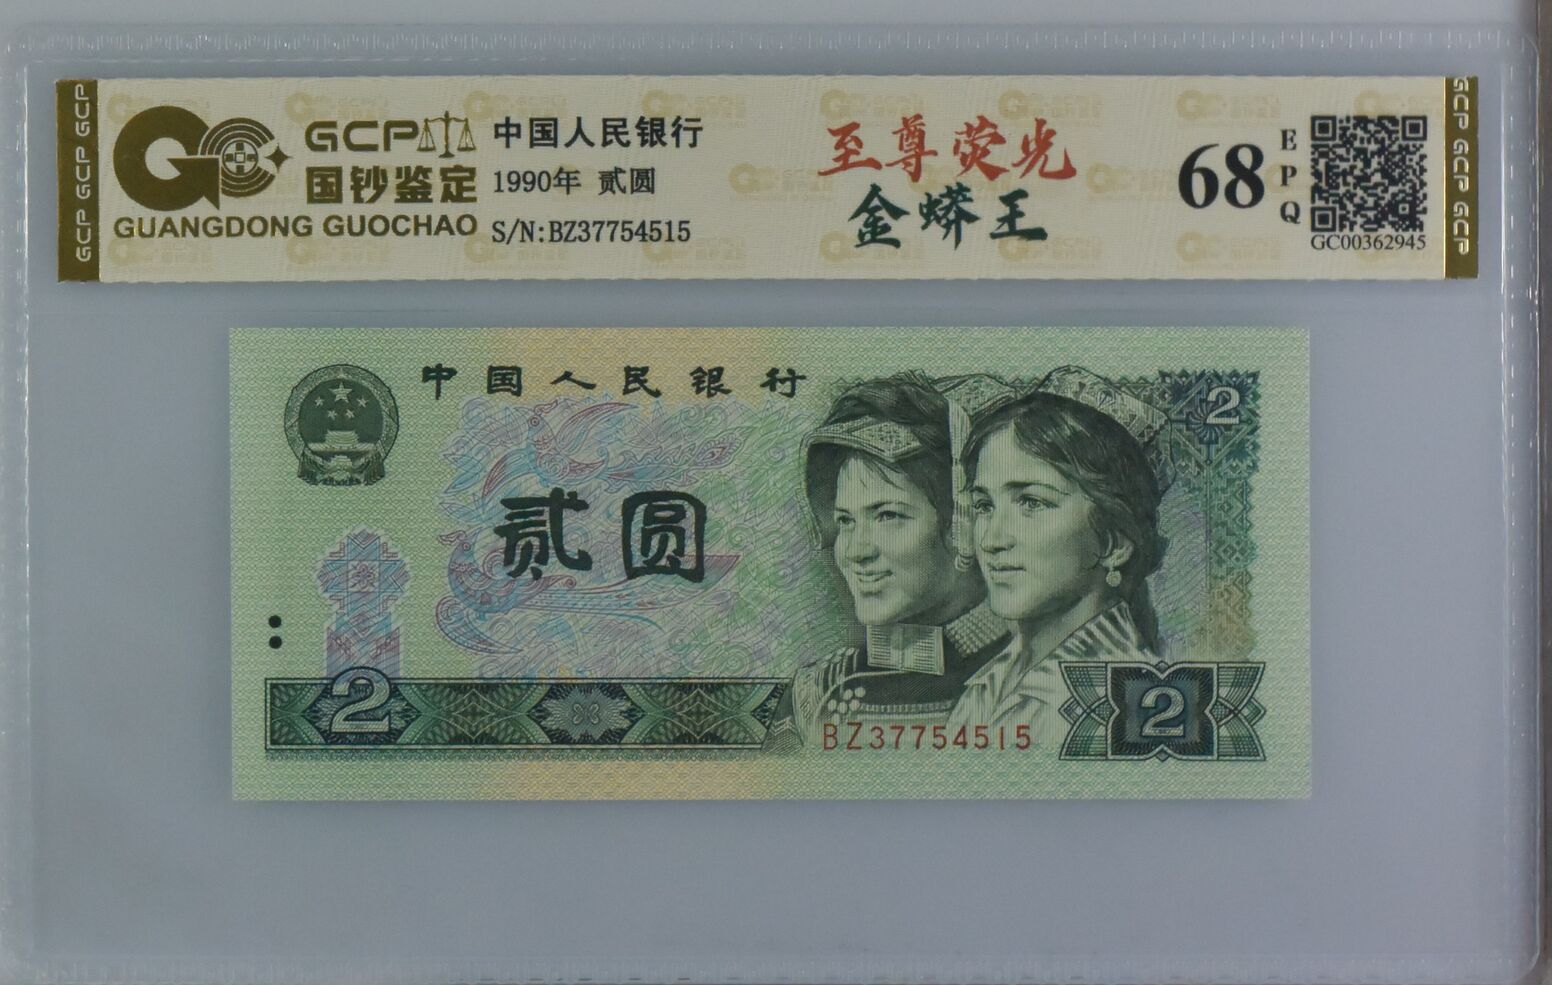 GCP
国钞鉴定
GUANGDONG GUOCHAO
中国人民银行
1990年 贰圆
S/N:BZ37754515
至尊荧光
金蟒王
68
EPQ
GC00362945
GCP GCP GCP
GCP GCP GCP
中国人民银行
2
贰圆
2
BZ37754515
2